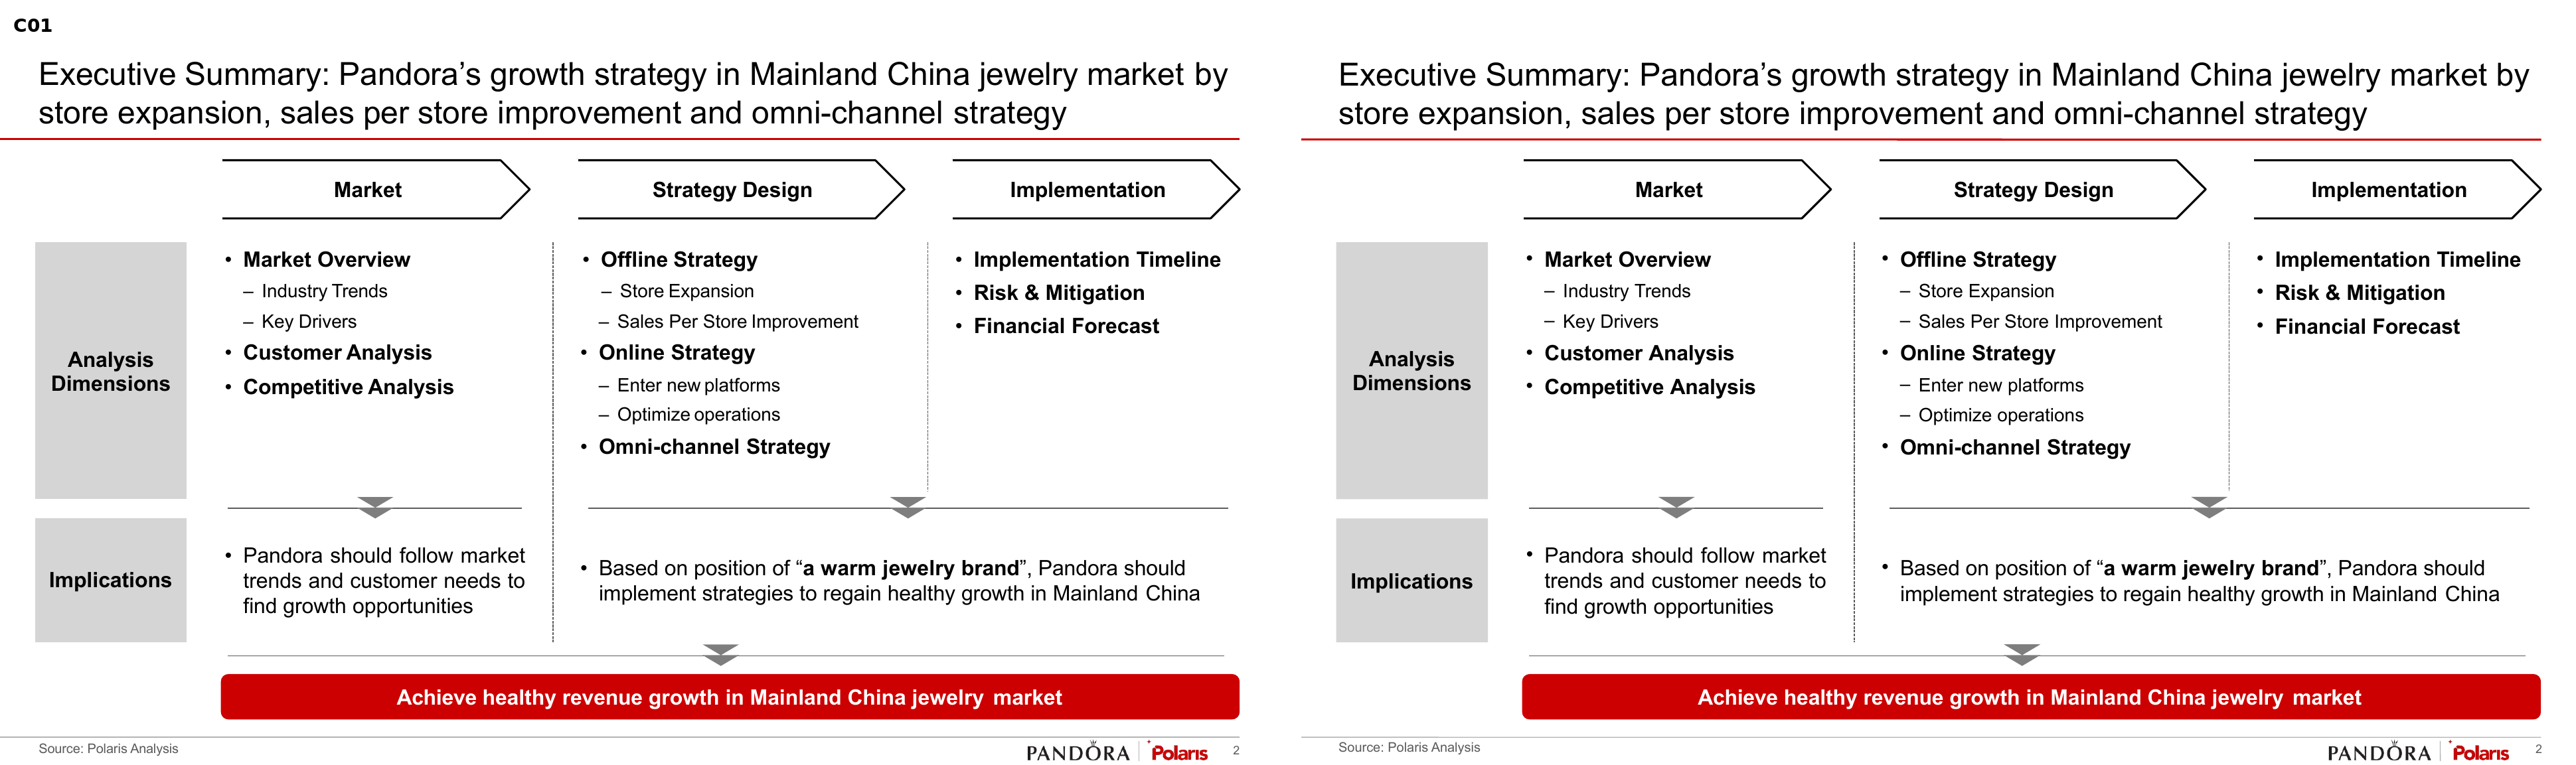 C01
Executive Summary: Pandora’s growth strategy in Mainland China jewelry market by
store expansion, sales per store improvement and omni-channel strategy
Market
Strategy Design
Implementation
Analysis
Dimensions
• Market Overview
– Industry Trends
– Key Drivers
• Customer Analysis
• Competitive Analysis
• Offline Strategy
– Store Expansion
– Sales Per Store Improvement
• Online Strategy
– Enter new platforms
– Optimize operations
• Omni-channel Strategy
• Implementation Timeline
• Risk & Mitigation
• Financial Forecast
Implications
• Pandora should follow market
trends and customer needs to
find growth opportunities
• Based on position of “a warm jewelry brand”, Pandora should
implement strategies to regain healthy growth in Mainland China
Achieve healthy revenue growth in Mainland China jewelry market
Source: Polaris Analysis
PANDORA | Polaris 2
Executive Summary: Pandora’s growth strategy in Mainland China jewelry market by
store expansion, sales per store improvement and omni-channel strategy
Market
Strategy Design
Implementation
Analysis
Dimensions
• Market Overview
– Industry Trends
– Key Drivers
• Customer Analysis
• Competitive Analysis
• Offline Strategy
– Store Expansion
– Sales Per Store Improvement
• Online Strategy
– Enter new platforms
– Optimize operations
• Omni-channel Strategy
• Implementation Timeline
• Risk & Mitigation
• Financial Forecast
Implications
• Pandora should follow market
trends and customer needs to
find growth opportunities
• Based on position of “a warm jewelry brand”, Pandora should
implement strategies to regain healthy growth in Mainland China
Achieve healthy revenue growth in Mainland China jewelry market
Source: Polaris Analysis
PANDORA | Polaris 2